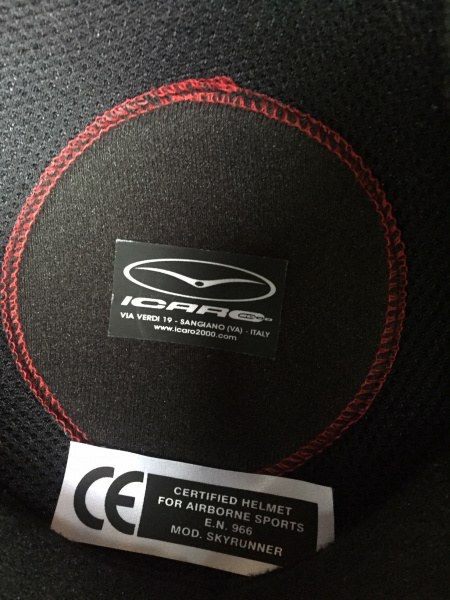 ICARO 2000
VIA VERDI 19 - SANGIANO (VA) - ITALY
www.icaro2000.com
CE
CERTIFIED HELMET
FOR AIRBORNE SPORTS
E.N. 966
MOD. SKYRUNNER